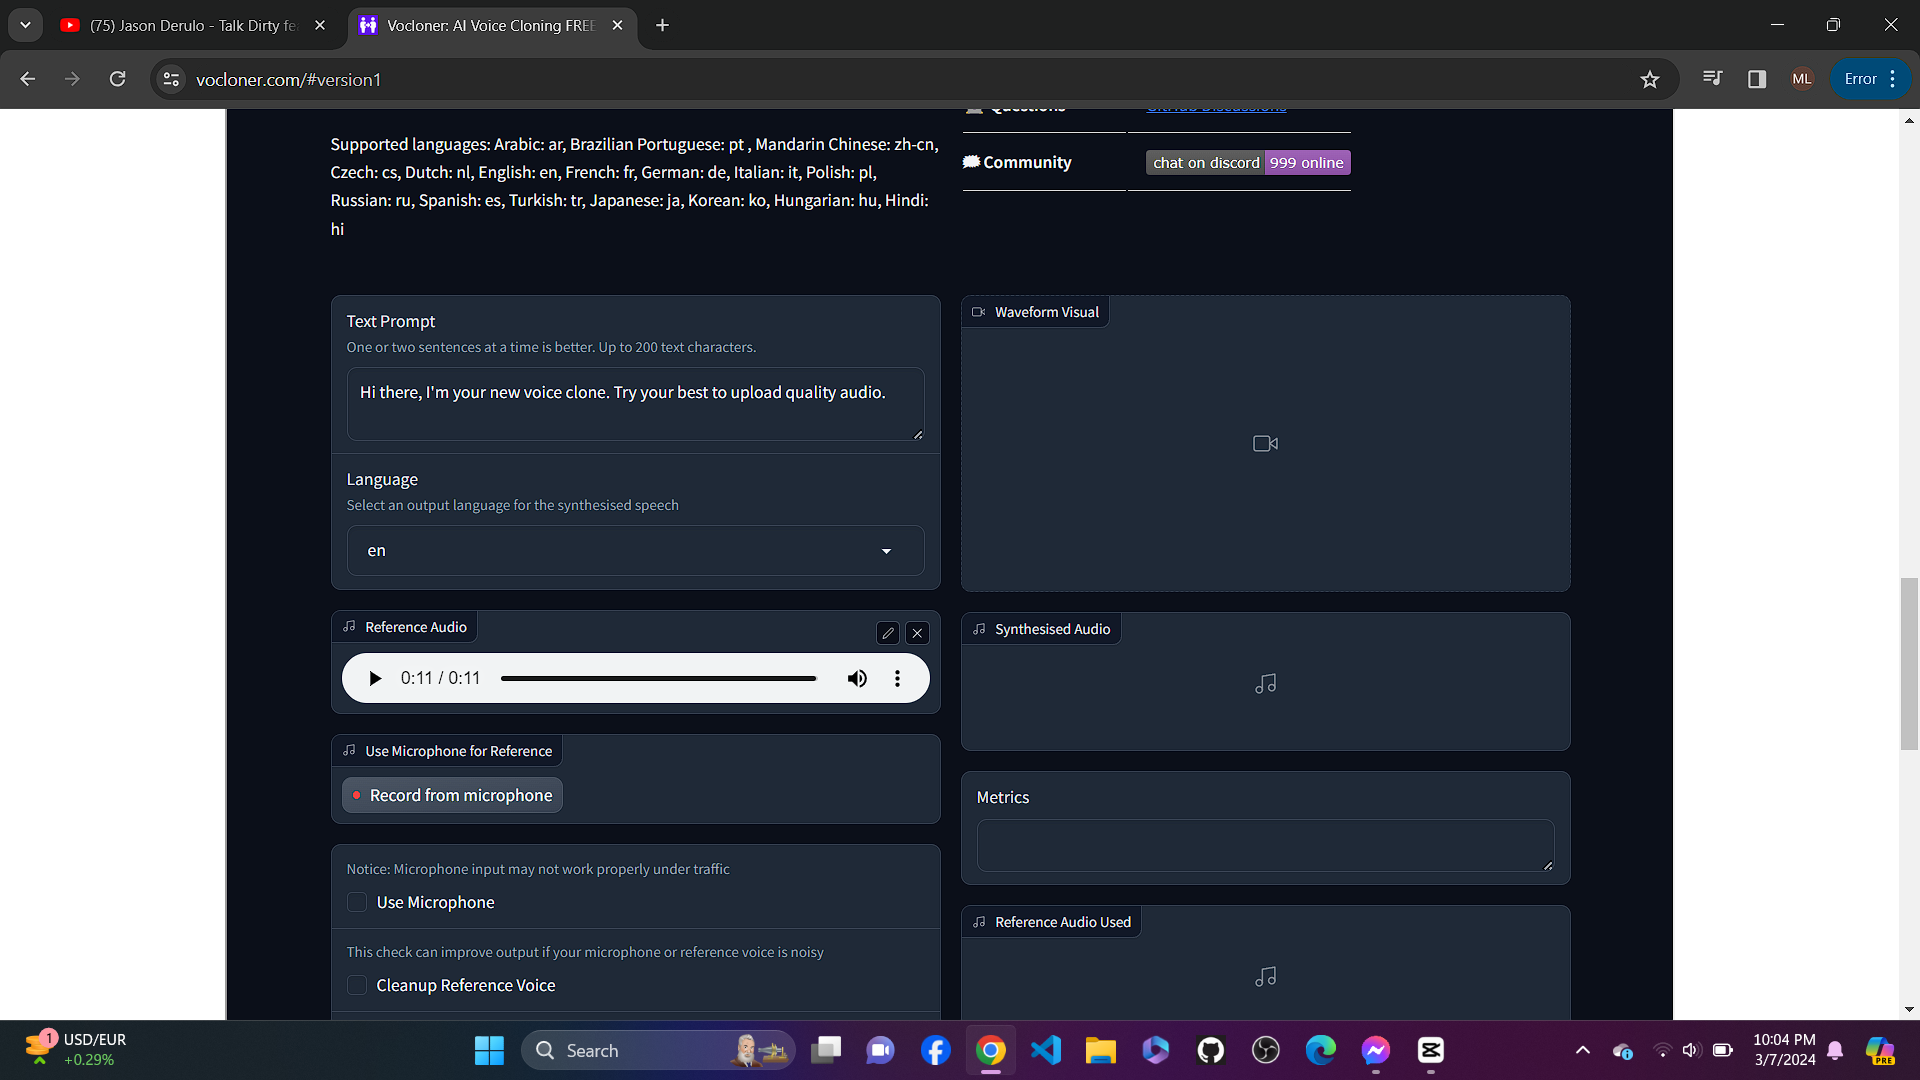 (75) Jason Derulo - Talk Dirty fe
Vocloner: AI Voice Cloning FREE
vocloner.com/#version1
ML
Error
Questions
GitHub Discussions
Supported languages: Arabic: ar, Brazilian Portuguese: pt , Mandarin Chinese: zh-cn,
Czech: cs, Dutch: nl, English: en, French: fr, German: de, Italian: it, Polish: pl,
Russian: ru, Spanish: es, Turkish: tr, Japanese: ja, Korean: ko, Hungarian: hu, Hindi:
hi
Community
chat on discord 999 online
Text Prompt
One or two sentences at a time is better. Up to 200 text characters.
Hi there, I'm your new voice clone. Try your best to upload quality audio.
Language
Select an output language for the synthesised speech
en
Reference Audio
0:11 / 0:11
Use Microphone for Reference
Record from microphone
Notice: Microphone input may not work properly under traffic
Use Microphone
This check can improve output if your microphone or reference voice is noisy
Cleanup Reference Voice
Waveform Visual
Synthesised Audio
Metrics
Reference Audio Used
1
USD/EUR
+0.29%
Search
10:04 PM
3/7/2024
PRE